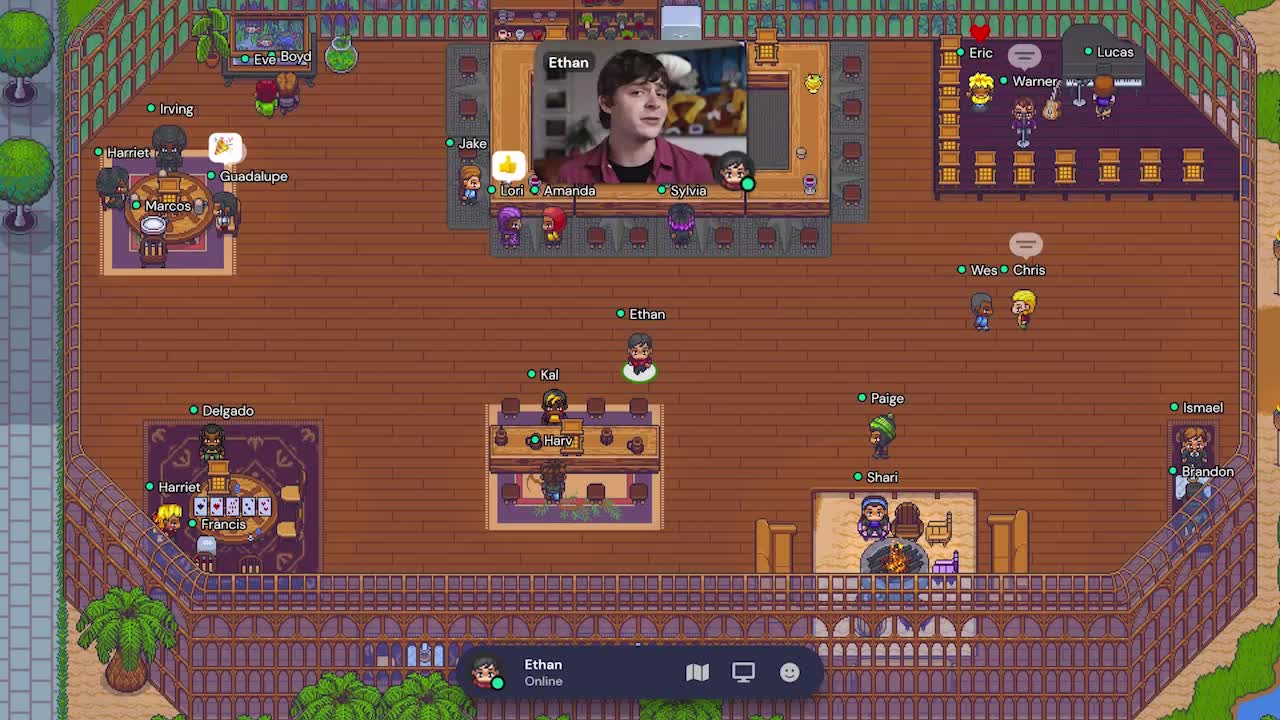 Ethan
Eve
Boyd
Eric
Lucas
Warner
Irving
Jake
Harriet
Guadalupe
Lori
Amanda
Sylvia
Marcos
Wes
Chris
Ethan
Kal
Paige
Delgado
Ismael
Harv
Brandon
Shari
Harriet
Francis
Ethan
Online